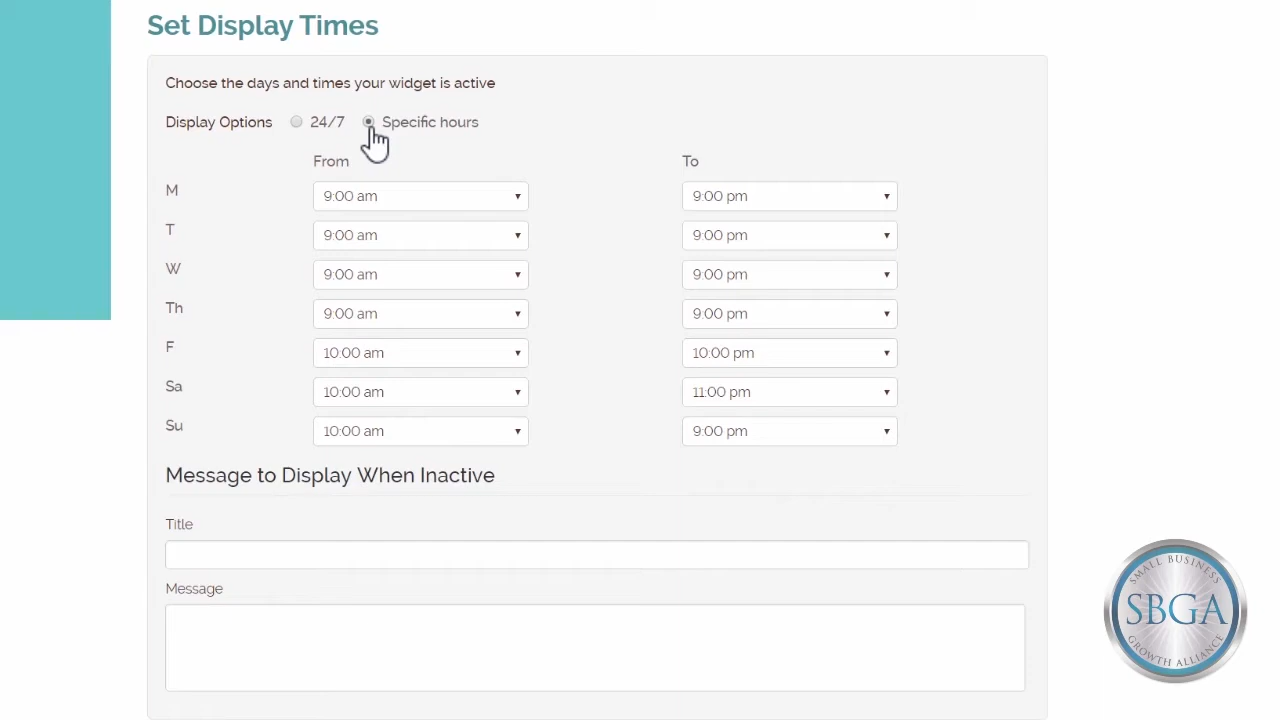 Set Display Times
Choose the days and times your widget is active
Display Options 24/7 Specific hours
From To
M 9:00 am 9:00 pm
T 9:00 am 9:00 pm
W 9:00 am 9:00 pm
Th 9:00 am 9:00 pm
F 10:00 am 10:00 pm
Sa 10:00 am 11:00 pm
Su 10:00 am 9:00 pm
Message to Display When Inactive
Title
Message
SMALL BUSINESS
SBGA
GROWTH ALLIANCE